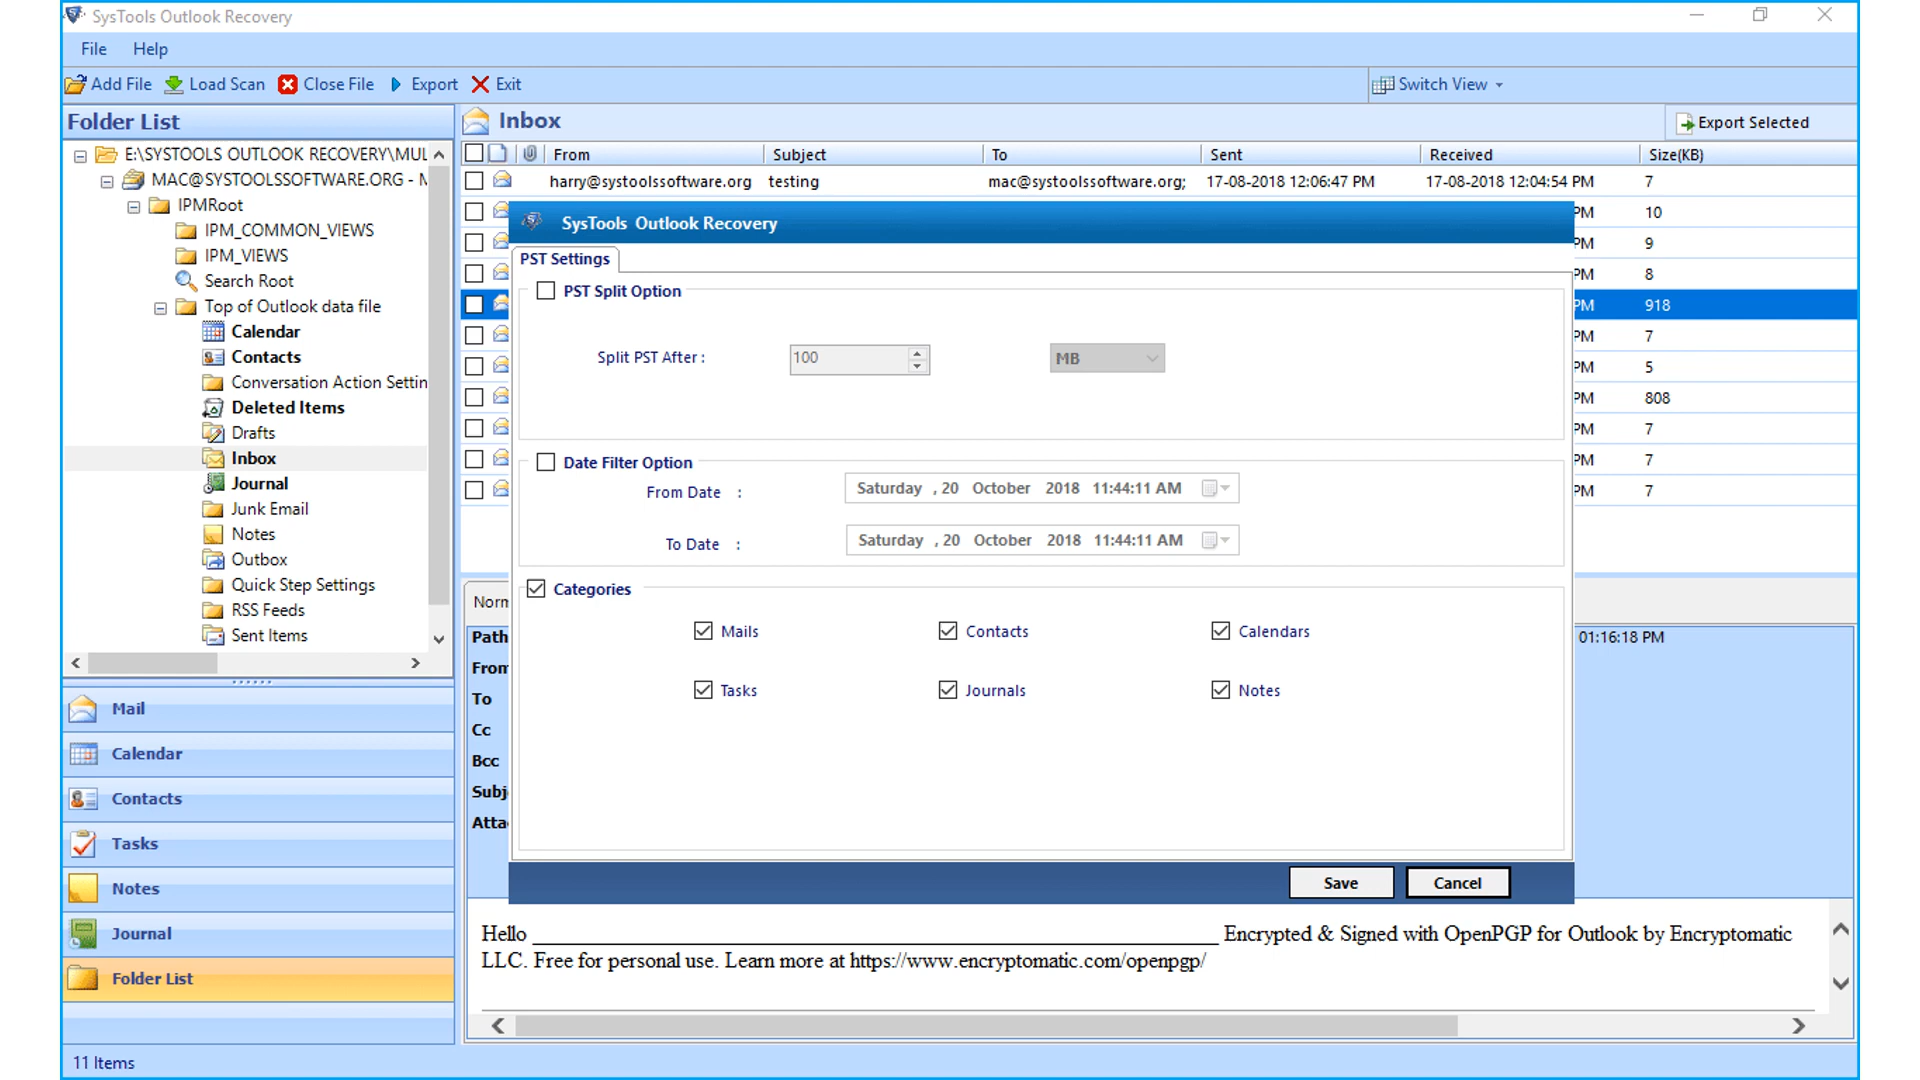 SysTools Outlook Recovery
File Help
Add File Load Scan Close File Export Exit Switch View
Folder List
Inbox
Export Selected
From Subject To Sent Received Size(KB)
harry@systoolssoftware.org testing mac@systoolssoftware.org; 17-08-2018 12:06:47 PM 17-08-2018 12:04:54 PM 7
PM 10
PM 9
PM 8
PM 918
PM 7
PM 5
PM 808
PM 7
PM 7
PM 7
E:\SYSTOOLS OUTLOOK RECOVERY\MUL
MAC@SYSTOOLSSOFTWARE.ORG - M
IPMRoot
IPM_COMMON_VIEWS
IPM_VIEWS
Search Root
Top of Outlook data file
Calendar
Contacts
Conversation Action Settin
Deleted Items
Drafts
Inbox
Journal
Junk Email
Notes
Outbox
Quick Step Settings
RSS Feeds
Sent Items
Mail
Calendar
Contacts
Tasks
Notes
Journal
Folder List
11 Items
SysTools Outlook Recovery
PST Settings
PST Split Option
Split PST After : 100 MB
Date Filter Option
From Date : Saturday , 20 October 2018 11:44:11 AM
To Date : Saturday , 20 October 2018 11:44:11 AM
Categories
Mails Contacts Calendars
Tasks Journals Notes
Save Cancel
Norm
Path 01:16:18 PM
From
To
Cc
Bcc
Subj
Atta
Hello ______________________________ Encrypted & Signed with OpenPGP for Outlook by Encryptomatic
LLC. Free for personal use. Learn more at https://www.encryptomatic.com/openpgp/